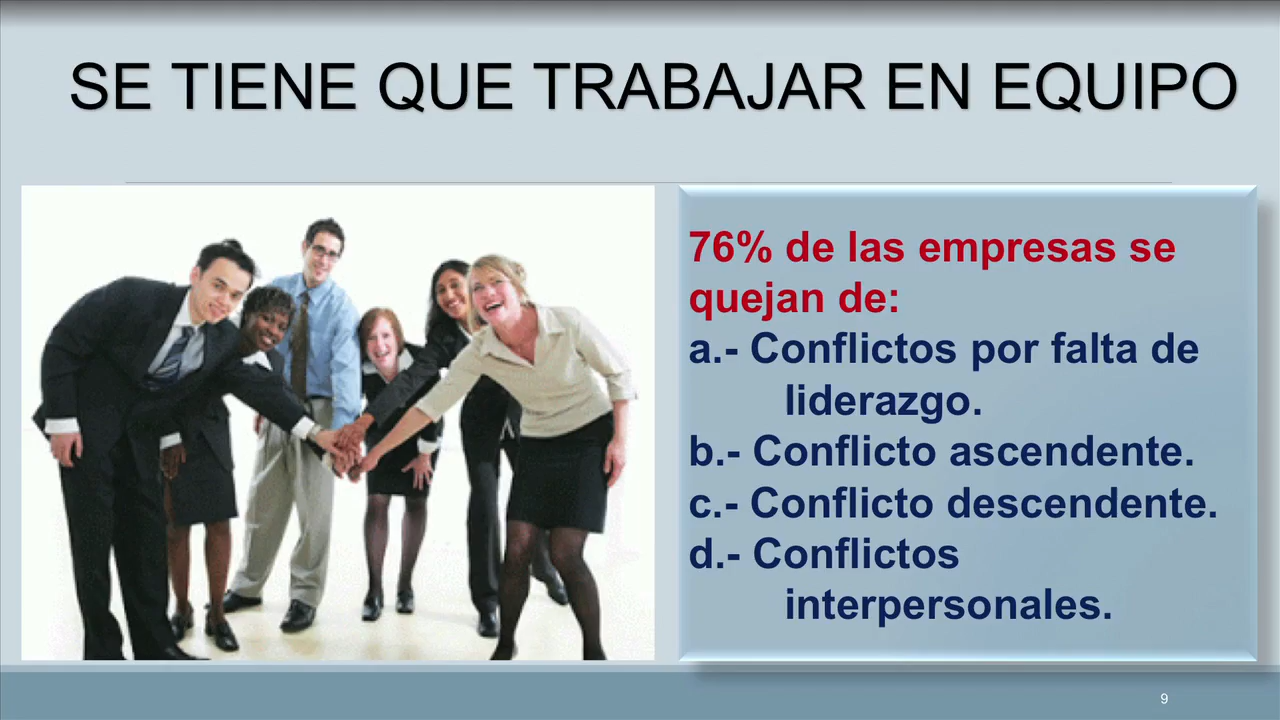 SE TIENE QUE TRABAJAR EN EQUIPO
76% de las empresas se
quejan de:
a.- Conflictos por falta de
liderazgo.
b.- Conflicto ascendente.
c.- Conflicto descendente.
d.- Conflictos
interpersonales.
9